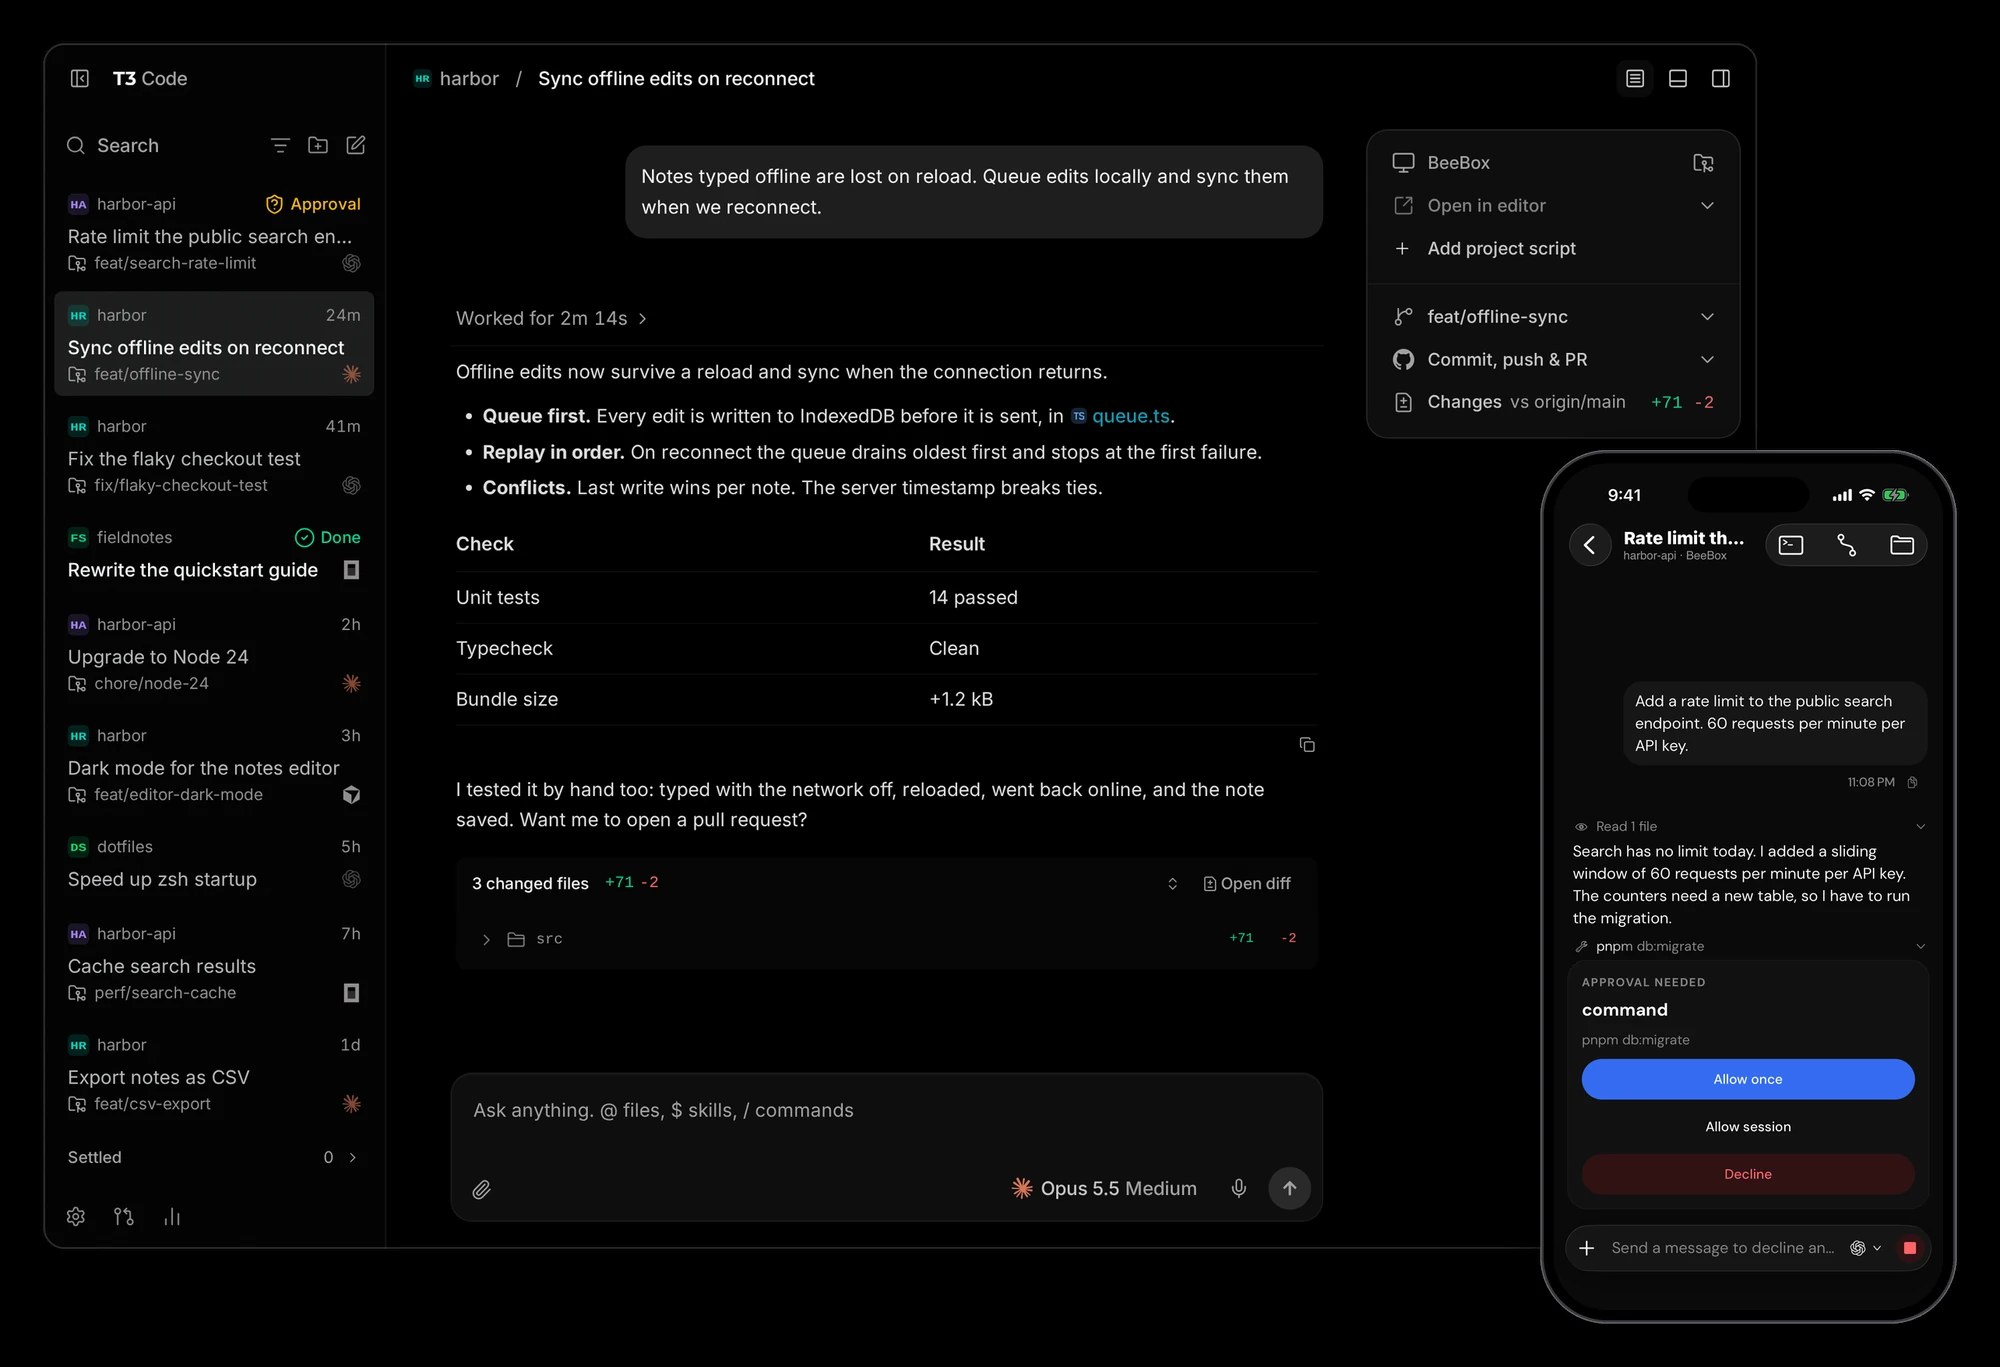 T3 Code
Search
HA harbor-api Approval
Rate limit the public search en...
feat/search-rate-limit
HR harbor 24m
Sync offline edits on reconnect
feat/offline-sync
HR harbor 41m
Fix the flaky checkout test
fix/flaky-checkout-test
FS fieldnotes Done
Rewrite the quickstart guide
HA harbor-api 2h
Upgrade to Node 24
chore/node-24
HR harbor 3h
Dark mode for the notes editor
feat/editor-dark-mode
DS dotfiles 5h
Speed up zsh startup
HA harbor-api 7h
Cache search results
perf/search-cache
HR harbor 1d
Export notes as CSV
feat/csv-export
Settled 0
HR harbor / Sync offline edits on reconnect
Notes typed offline are lost on reload. Queue edits locally and sync them
when we reconnect.
Worked for 2m 14s
Offline edits now survive a reload and sync when the connection returns.
• Queue first. Every edit is written to IndexedDB before it is sent, in TS queue.ts.
• Replay in order. On reconnect the queue drains oldest first and stops at the first failure.
• Conflicts. Last write wins per note. The server timestamp breaks ties.
Check Result
Unit tests 14 passed
Typecheck Clean
Bundle size +1.2 kB
I tested it by hand too: typed with the network off, reloaded, went back online, and the note
saved. Want me to open a pull request?
3 changed files +71 -2 Open diff
src +71 -2
Ask anything. @ files, $ skills, / commands
Opus 5.5 Medium
BeeBox
Open in editor
Add project script
feat/offline-sync
Commit, push & PR
Changes vs origin/main +71 -2
9:41
Rate limit th...
harbor-api · BeeBox
Add a rate limit to the public search
endpoint. 60 requests per minute per
API key.
11:08 PM
Read 1 file
Search has no limit today. I added a sliding
window of 60 requests per minute per API key.
The counters need a new table, so I have to run
the migration.
pnpm db:migrate
APPROVAL NEEDED
command
pnpm db:migrate
Allow once
Allow session
Decline
Send a message to decline an...